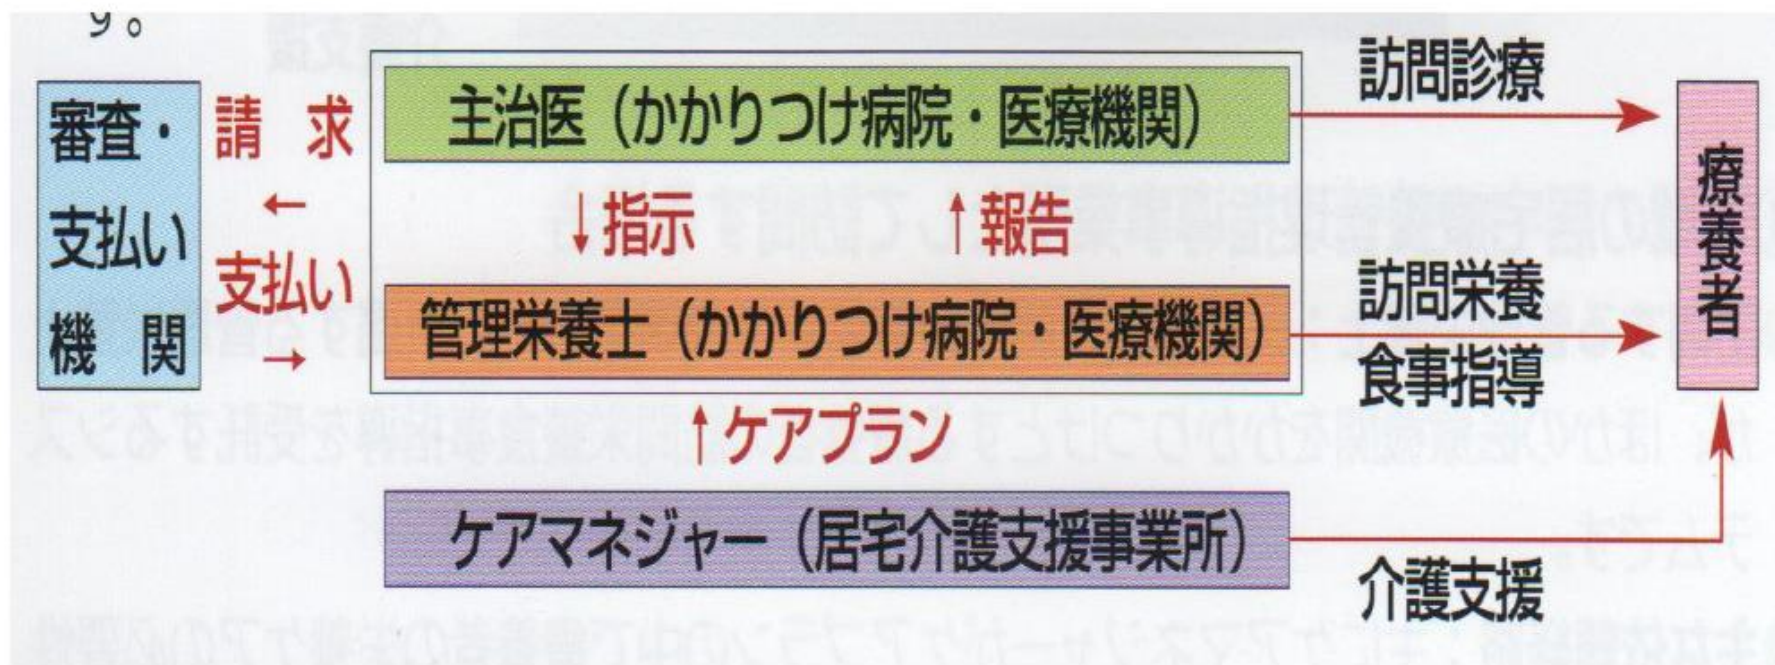 す。
審査・
支払い
機 関
請 求
←
支払い
→
主治医（かかりつけ病院・医療機関）
↓指示
↑報告
管理栄養士（かかりつけ病院・医療機関）
↑ケアプラン
ケアマネジャー（居宅介護支援事業所）
訪問診療
訪問栄養
食事指導
介護支援
療養者